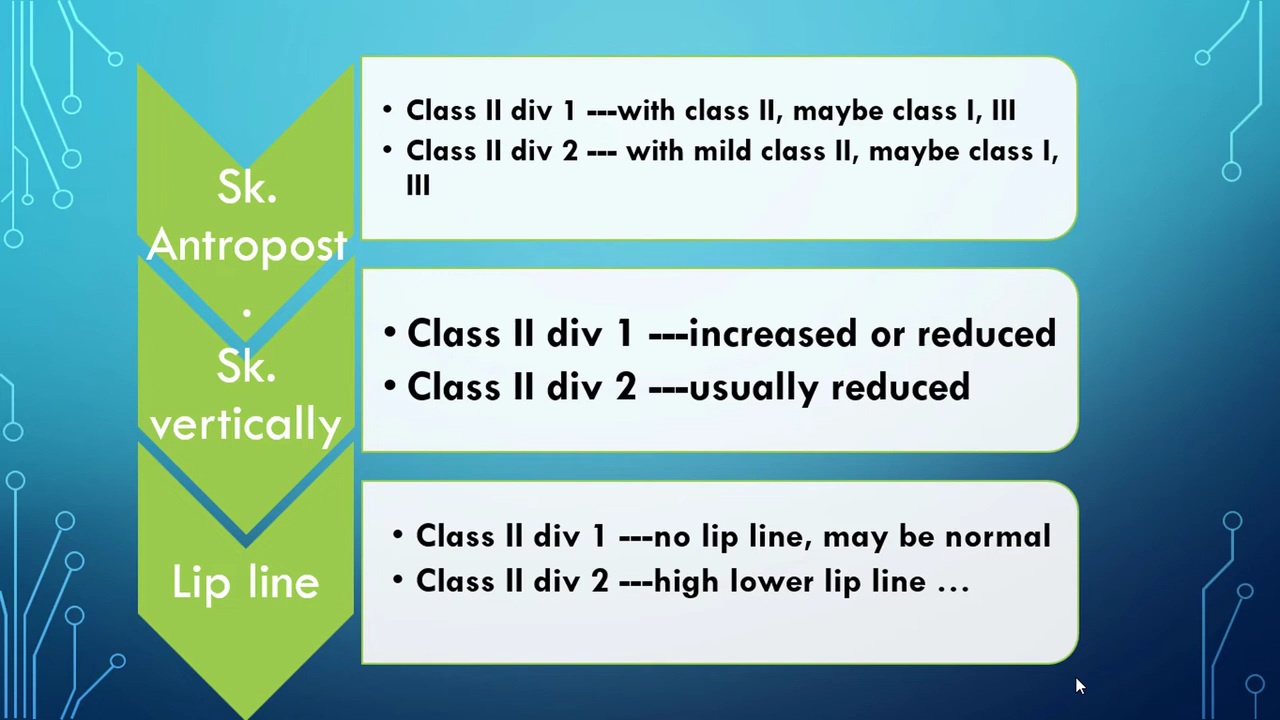 Sk.
Antropost
.
• Class II div 1 ---with class II, maybe class I, III
• Class II div 2 --- with mild class II, maybe class I,
III
Sk.
vertically
• Class II div 1 ---increased or reduced
• Class II div 2 ---usually reduced
Lip line
• Class II div 1 ---no lip line, may be normal
• Class II div 2 ---high lower lip line ...